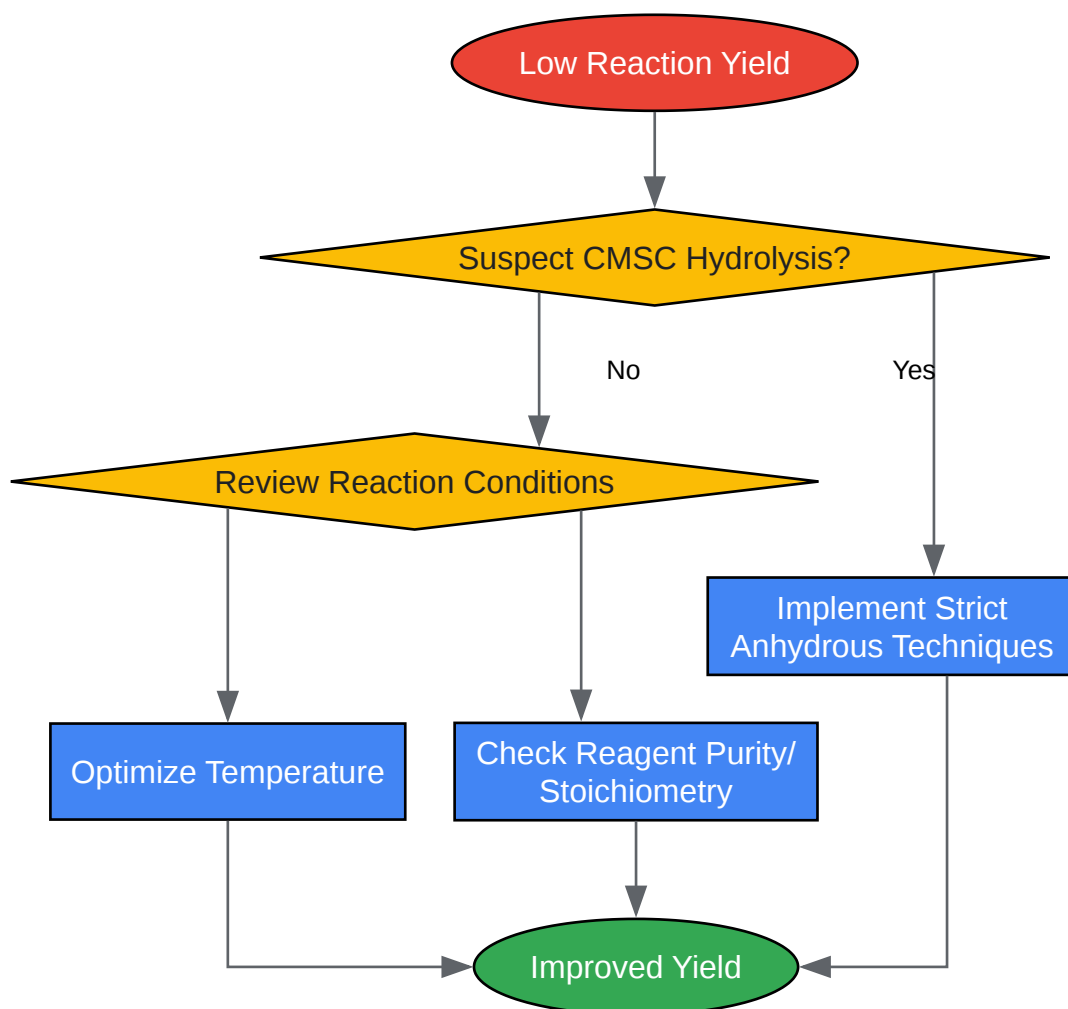 Low Reaction Yield
Suspect CMSC Hydrolysis?
No
Yes
Review Reaction Conditions
Implement Strict
Anhydrous Techniques
Optimize Temperature
Check Reagent Purity/
Stoichiometry
Improved Yield